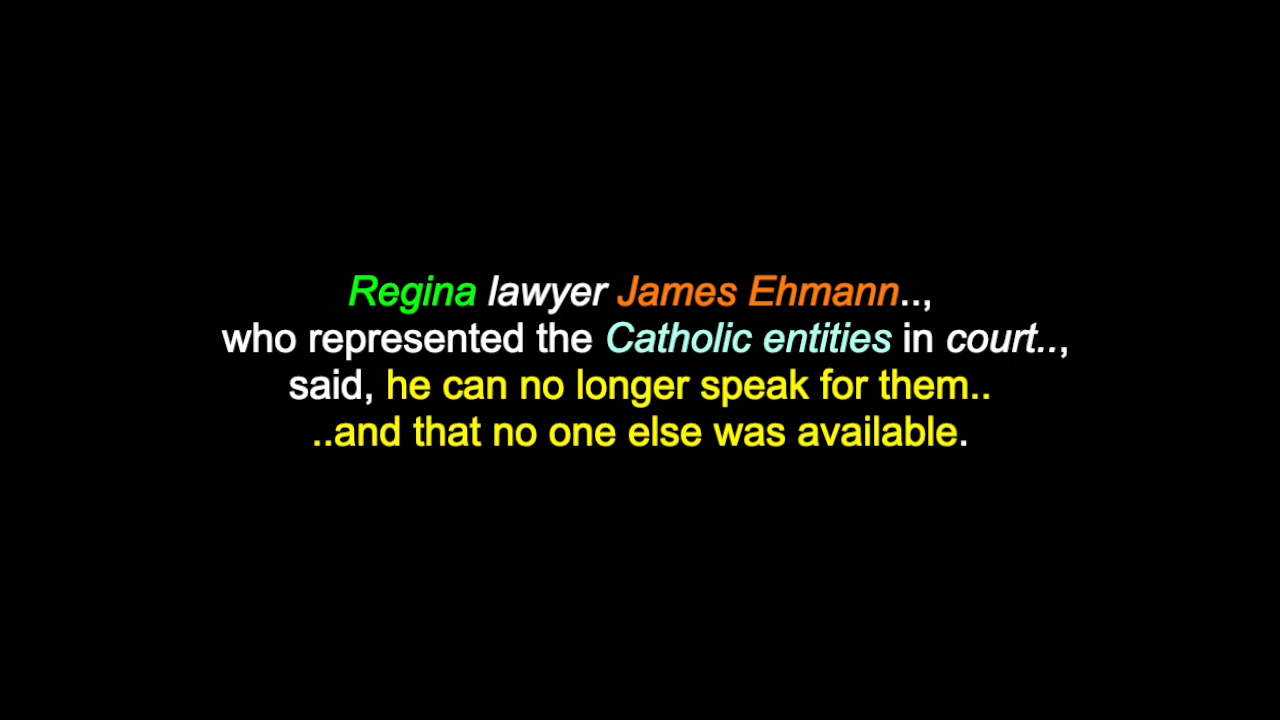 Regina lawyer James Ehmann..,
who represented the Catholic entities in court..,
said, he can no longer speak for them..
..and that no one else was available.